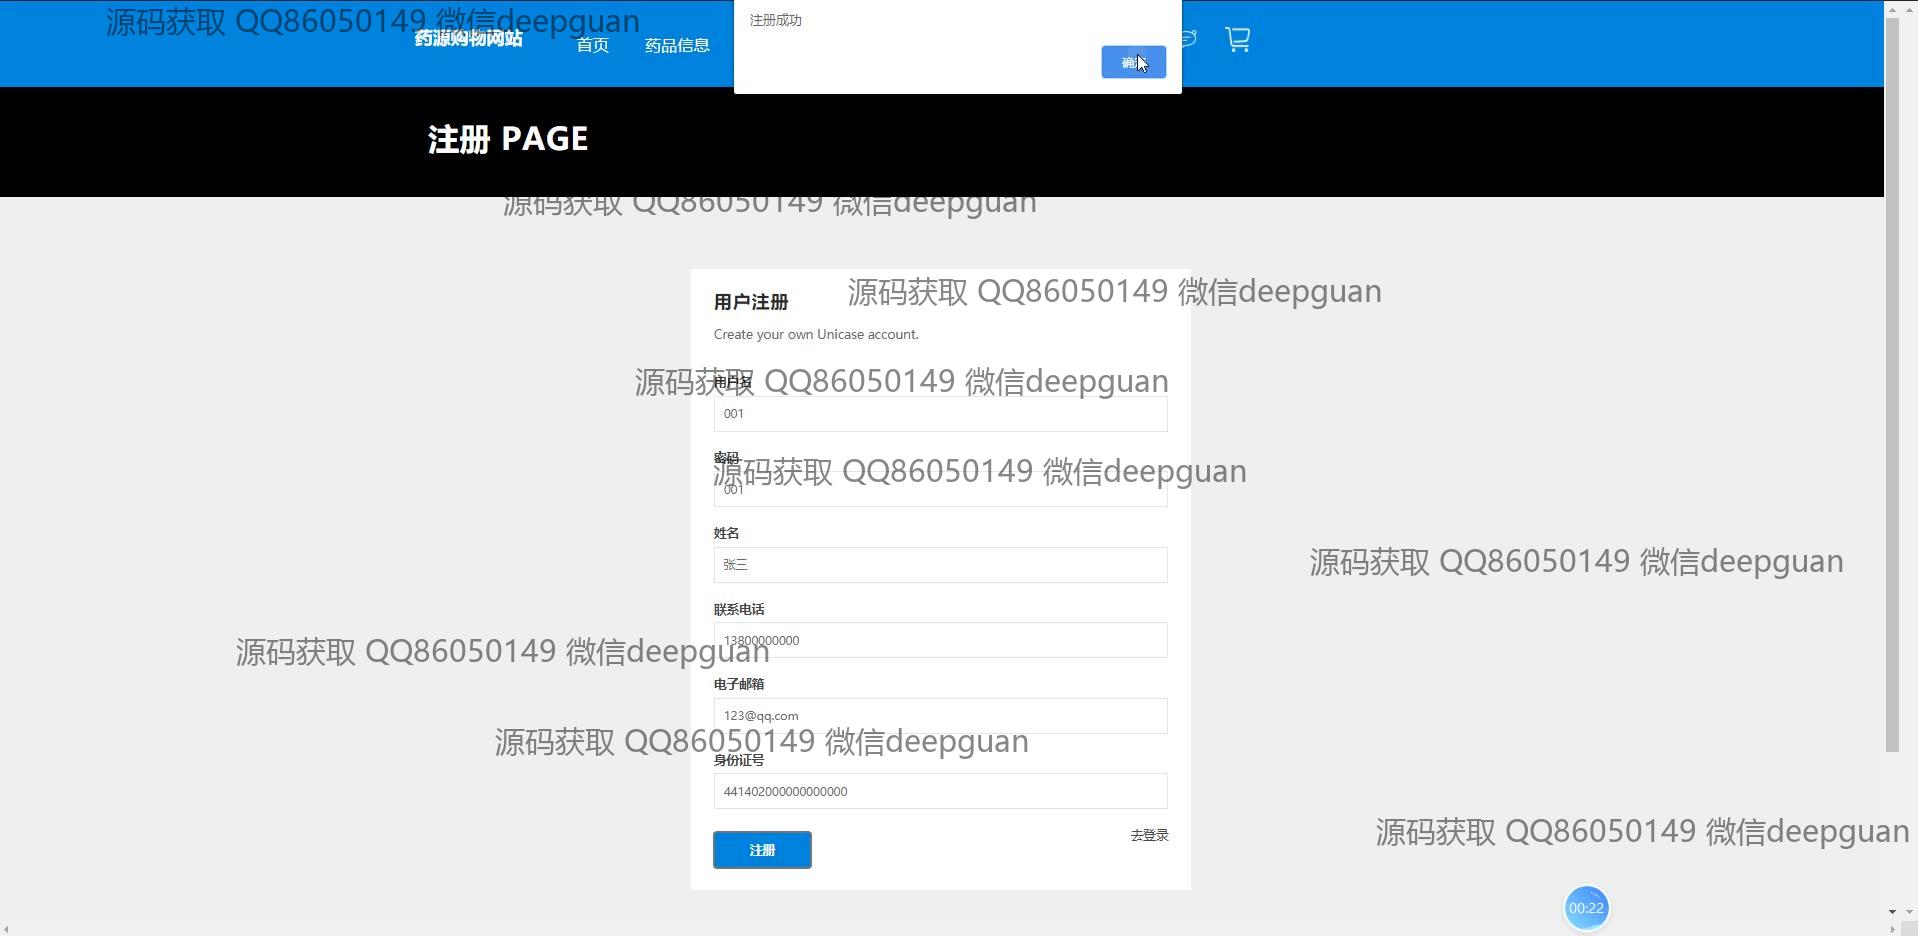 源码获取 QQ86050149 微信deepguan
注册成功
药源购物网站
首页
药品信息
注册 PAGE
源码获取 QQ86050149 微信deepguan
源码获取 QQ86050149 微信deepguan
用户注册
Create your own Unicase account.
源码获取 QQ86050149 微信deepguan
用户名
001
密码
源码获取 QQ86050149 微信deepguan
001
姓名
张三
源码获取 QQ86050149 微信deepguan
联系电话
13800000000
源码获取 QQ86050149 微信deepguan
电子邮箱
123@qq.com
源码获取 QQ86050149 微信deepguan
身份证号
441402000000000000
源码获取 QQ86050149 微信deepguan
去登录
注册
00:22